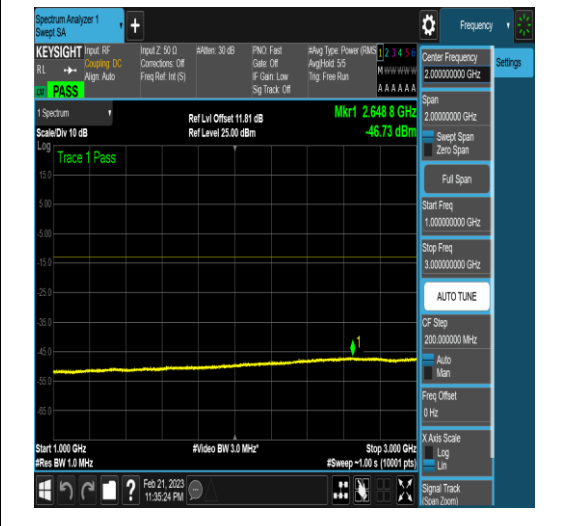 Spectrum Analyzer 1
Swept SA
Frequency
KEYSIGHT
RL
Input: RF
Coupling: DC
Align: Auto
Input Z: 50 Ω
Corrections: Off
Freq Ref: Int (S)
#Atten: 30 dB
PNO: Fast
Gate: Off
IF Gain: Low
Sig Track: Off
#Avg Type: Power (RMS
Avg|Hold: 5/5
Trig: Free Run
1 2 3 4 5 6
M W W W W W
A A A A A A
PASS
Settings
Center Frequency
2.000000000 GHz
Span
2.00000000 GHz
Swept Span
Zero Span
Full Span
Start Freq
1.000000000 GHz
Stop Freq
3.000000000 GHz
AUTO TUNE
CF Step
200.000000 MHz
Auto
Man
Freq Offset
0 Hz
X Axis Scale
Log
Lin
Signal Track
(Span Zoom)
1 Spectrum
Scale/Div 10 dB
Ref Lvl Offset 11.81 dB
Ref Level 25.00 dBm
Mkr1 2.648 8 GHz
-46.73 dBm
Log
Trace 1 Pass
15.0
5.00
-5.00
-15.0
-25.0
-35.0
-45.0
-55.0
-65.0
1
Start 1.000 GHz
#Res BW 1.0 MHz
#Video BW 3.0 MHz*
Stop 3.000 GHz
#Sweep ~1.00 s (10001 pts)
?
Feb 21, 2023
11:35:24 PM